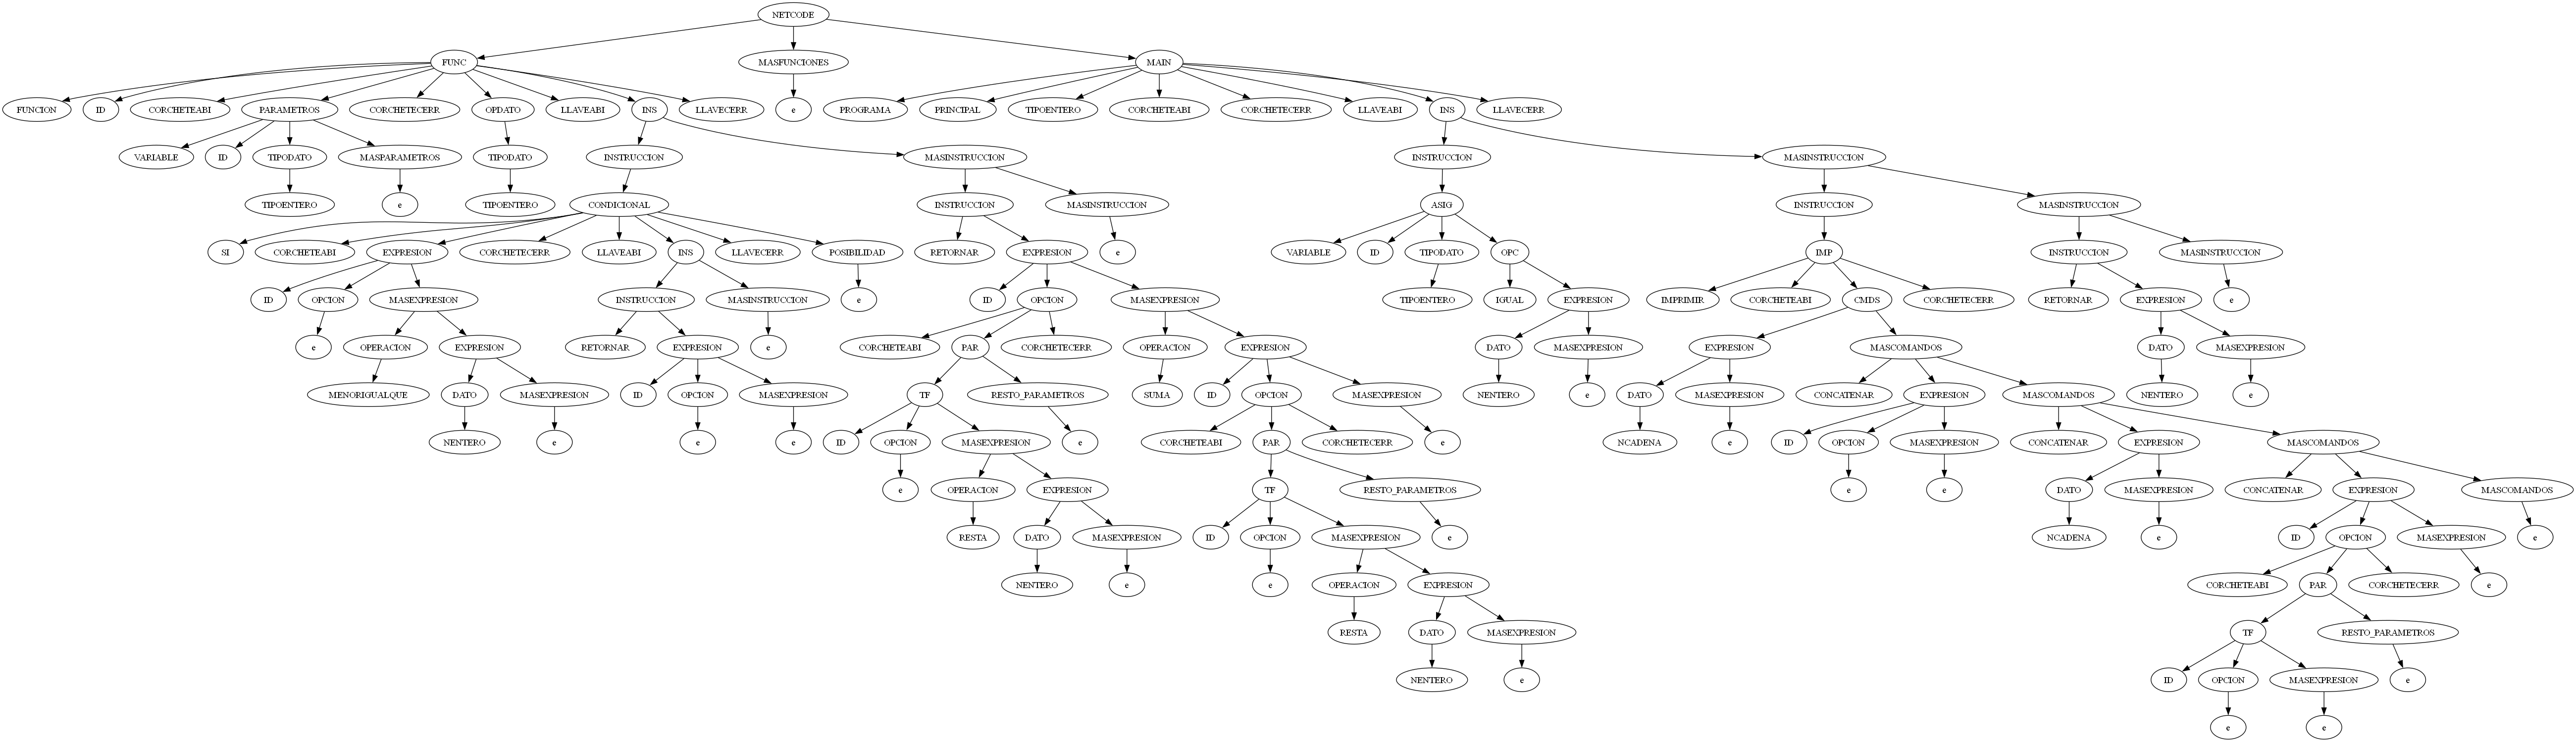 NETCODE
FUNC MASFUNCIONES MAIN
FUNCION ID CORCHETEABI PARAMETROS CORCHETECERR OPDATO LLAVEABI INS LLAVECERR e PROGRAMA PRINCIPAL TIPOENTERO CORCHETEABI CORCHETECERR LLAVEABI INS LLAVECERR
VARIABLE ID TIPODATO MASPARAMETROS TIPODATO INSTRUCCION MASINSTRUCCION INSTRUCCION MASINSTRUCCION
TIPOENTERO e TIPOENTERO CONDICIONAL INSTRUCCION MASINSTRUCCION ASIG INSTRUCCION MASINSTRUCCION
SI CORCHETEABI EXPRESION CORCHETECERR LLAVEABI INS LLAVECERR POSIBILIDAD RETORNAR EXPRESION e VARIABLE ID TIPODATO OPC IMP INSTRUCCION MASINSTRUCCION
ID OPCION MASEXPRESION INSTRUCCION MASINSTRUCCION e ID OPCION MASEXPRESION TIPOENTERO IGUAL EXPRESION IMPRIMIR CORCHETEABI CMDS CORCHETECERR RETORNAR EXPRESION e
e OPERACION EXPRESION RETORNAR EXPRESION e CORCHETEABI PAR CORCHETECERR OPERACION EXPRESION DATO MASEXPRESION EXPRESION MASCOMANDOS DATO MASEXPRESION
MENORIGUALQUE DATO MASEXPRESION ID OPCION MASEXPRESION TF RESTO_PARAMETROS SUMA ID OPCION MASEXPRESION NENTERO e DATO MASEXPRESION CONCATENAR EXPRESION MASCOMANDOS NENTERO e
NENTERO e e e ID OPCION MASEXPRESION e CORCHETEABI PAR CORCHETECERR e NCADENA e ID OPCION MASEXPRESION CONCATENAR EXPRESION MASCOMANDOS
e OPERACION EXPRESION TF RESTO_PARAMETROS e e DATO MASEXPRESION CONCATENAR EXPRESION MASCOMANDOS
RESTA DATO MASEXPRESION ID OPCION MASEXPRESION e NCADENA e ID OPCION MASEXPRESION e
NENTERO e e OPERACION EXPRESION CORCHETEABI PAR CORCHETECERR e
RESTA DATO MASEXPRESION TF RESTO_PARAMETROS
NENTERO e ID OPCION MASEXPRESION e
e e